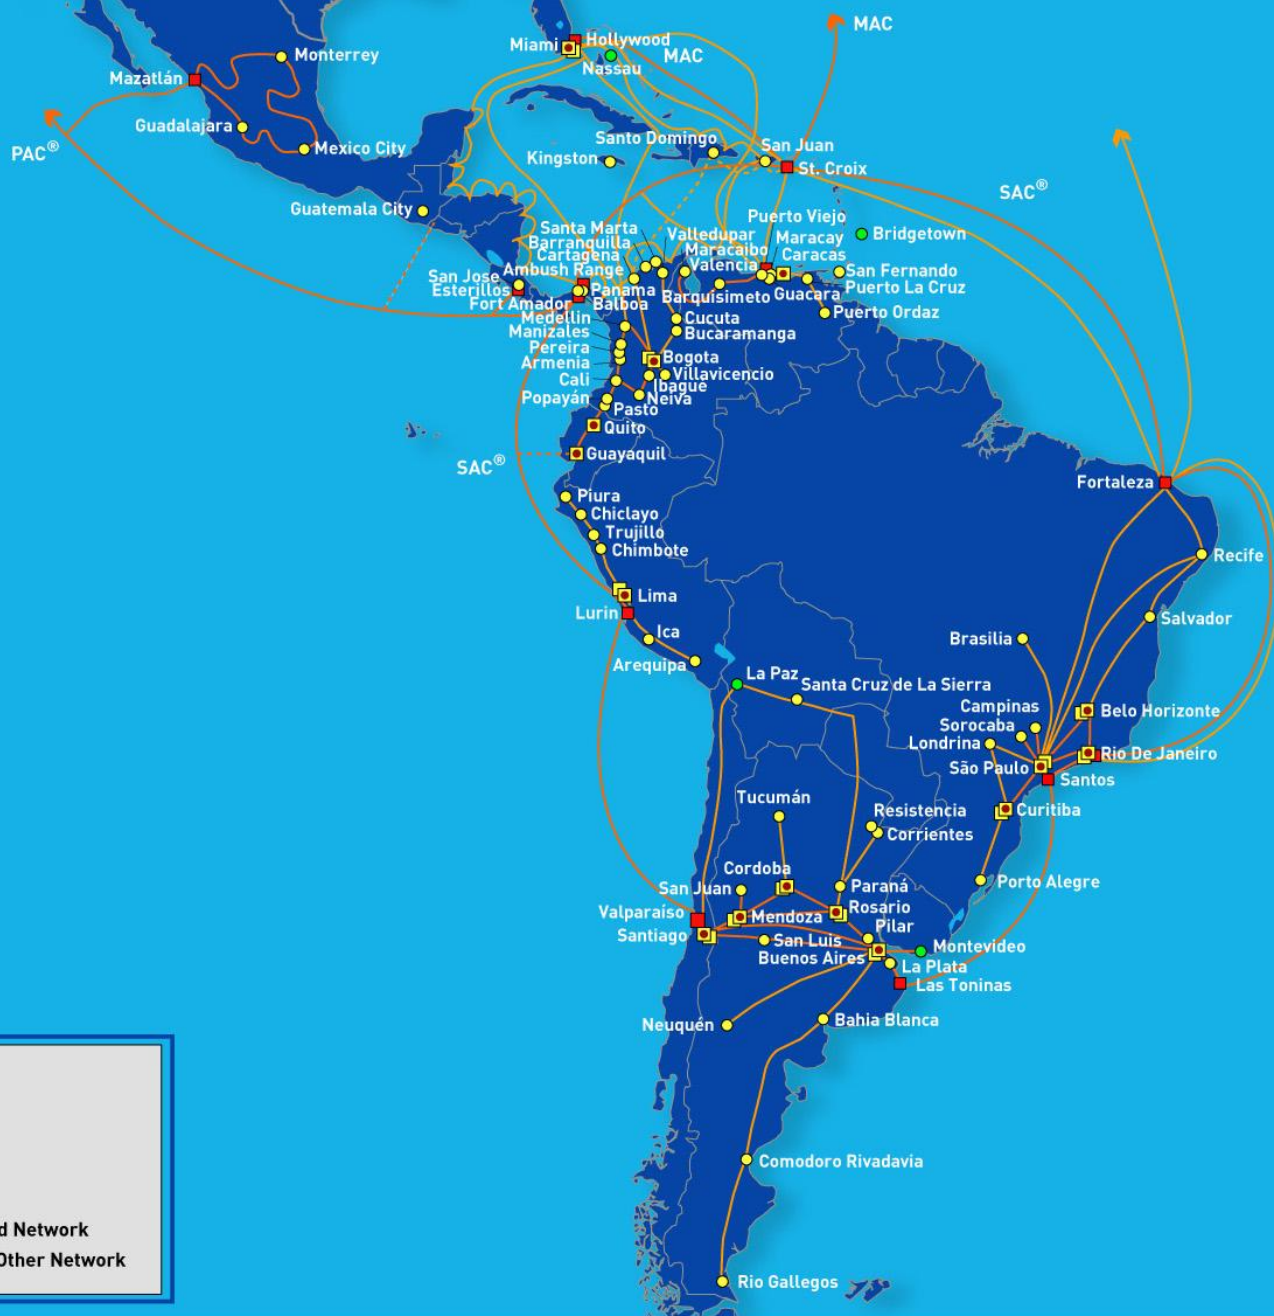 MAC
Hollywood
Miami
MAC
Nassau
Monterrey
Mazatlán
Guadalajara
PAC®
Mexico City
Santo Domingo
San Juan
Kingston
St. Croix
SAC®
Guatemala City
Puerto Viejo
Santa Marta
Valledupar
Bridgetown
Barranquilla
Maracaibo
Maracay
Cartagena
Caracas
Valencia
San Jose
Ambush Range
San Fernando
Esterillos
Panama
Barquisimeto
Guacara
Puerto La Cruz
Fort Amador
Balboa
Puerto Ordaz
Medellin
Cucuta
Manizales
Bucaramanga
Pereira
Bogota
Armenia
Villavicencio
Cali
Ibague
Popayán
Neiva
Pasto
Quito
Guayaquil
SAC®
Fortaleza
Piura
Chiclayo
Trujillo
Chimbote
Recife
Lima
Lurin
Salvador
Ica
Brasilia
Arequipa
La Paz
Santa Cruz de La Sierra
Campinas
Belo Horizonte
Sorocaba
Londrina
Rio De Janeiro
São Paulo
Santos
Tucumán
Resistencia
Curitiba
Corrientes
Cordoba
San Juan
Paraná
Porto Alegre
Valparaíso
Mendoza
Rosario
Santiago
San Luis
Pilar
Buenos Aires
Montevideo
La Plata
Las Toninas
Neuquén
Bahia Blanca
Comodoro Rivadavia
d Network
Other Network
Rio Gallegos